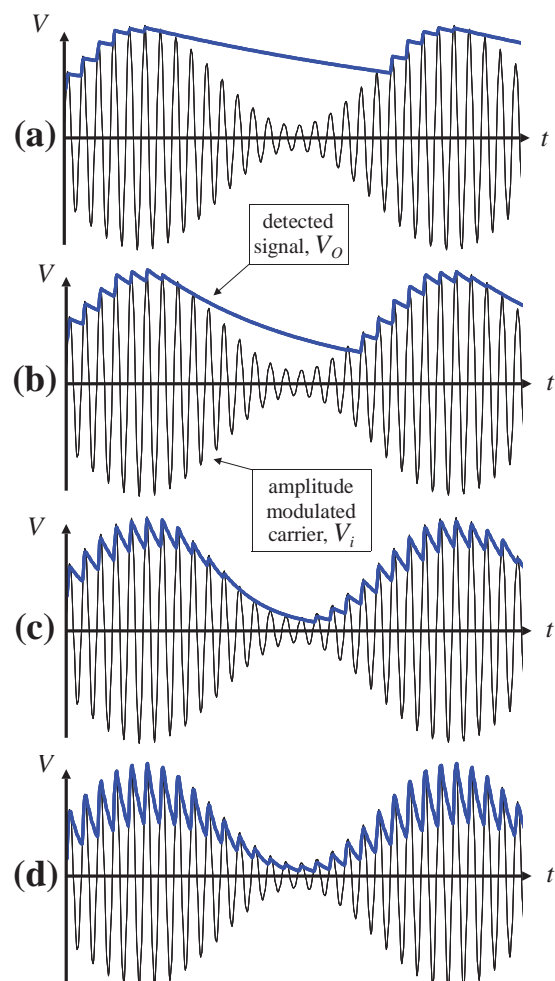 V
(a)
t
detected
signal, V_O
V
(b)
t
amplitude
modulated
carrier, V_i
V
(c)
t
V
(d)
t